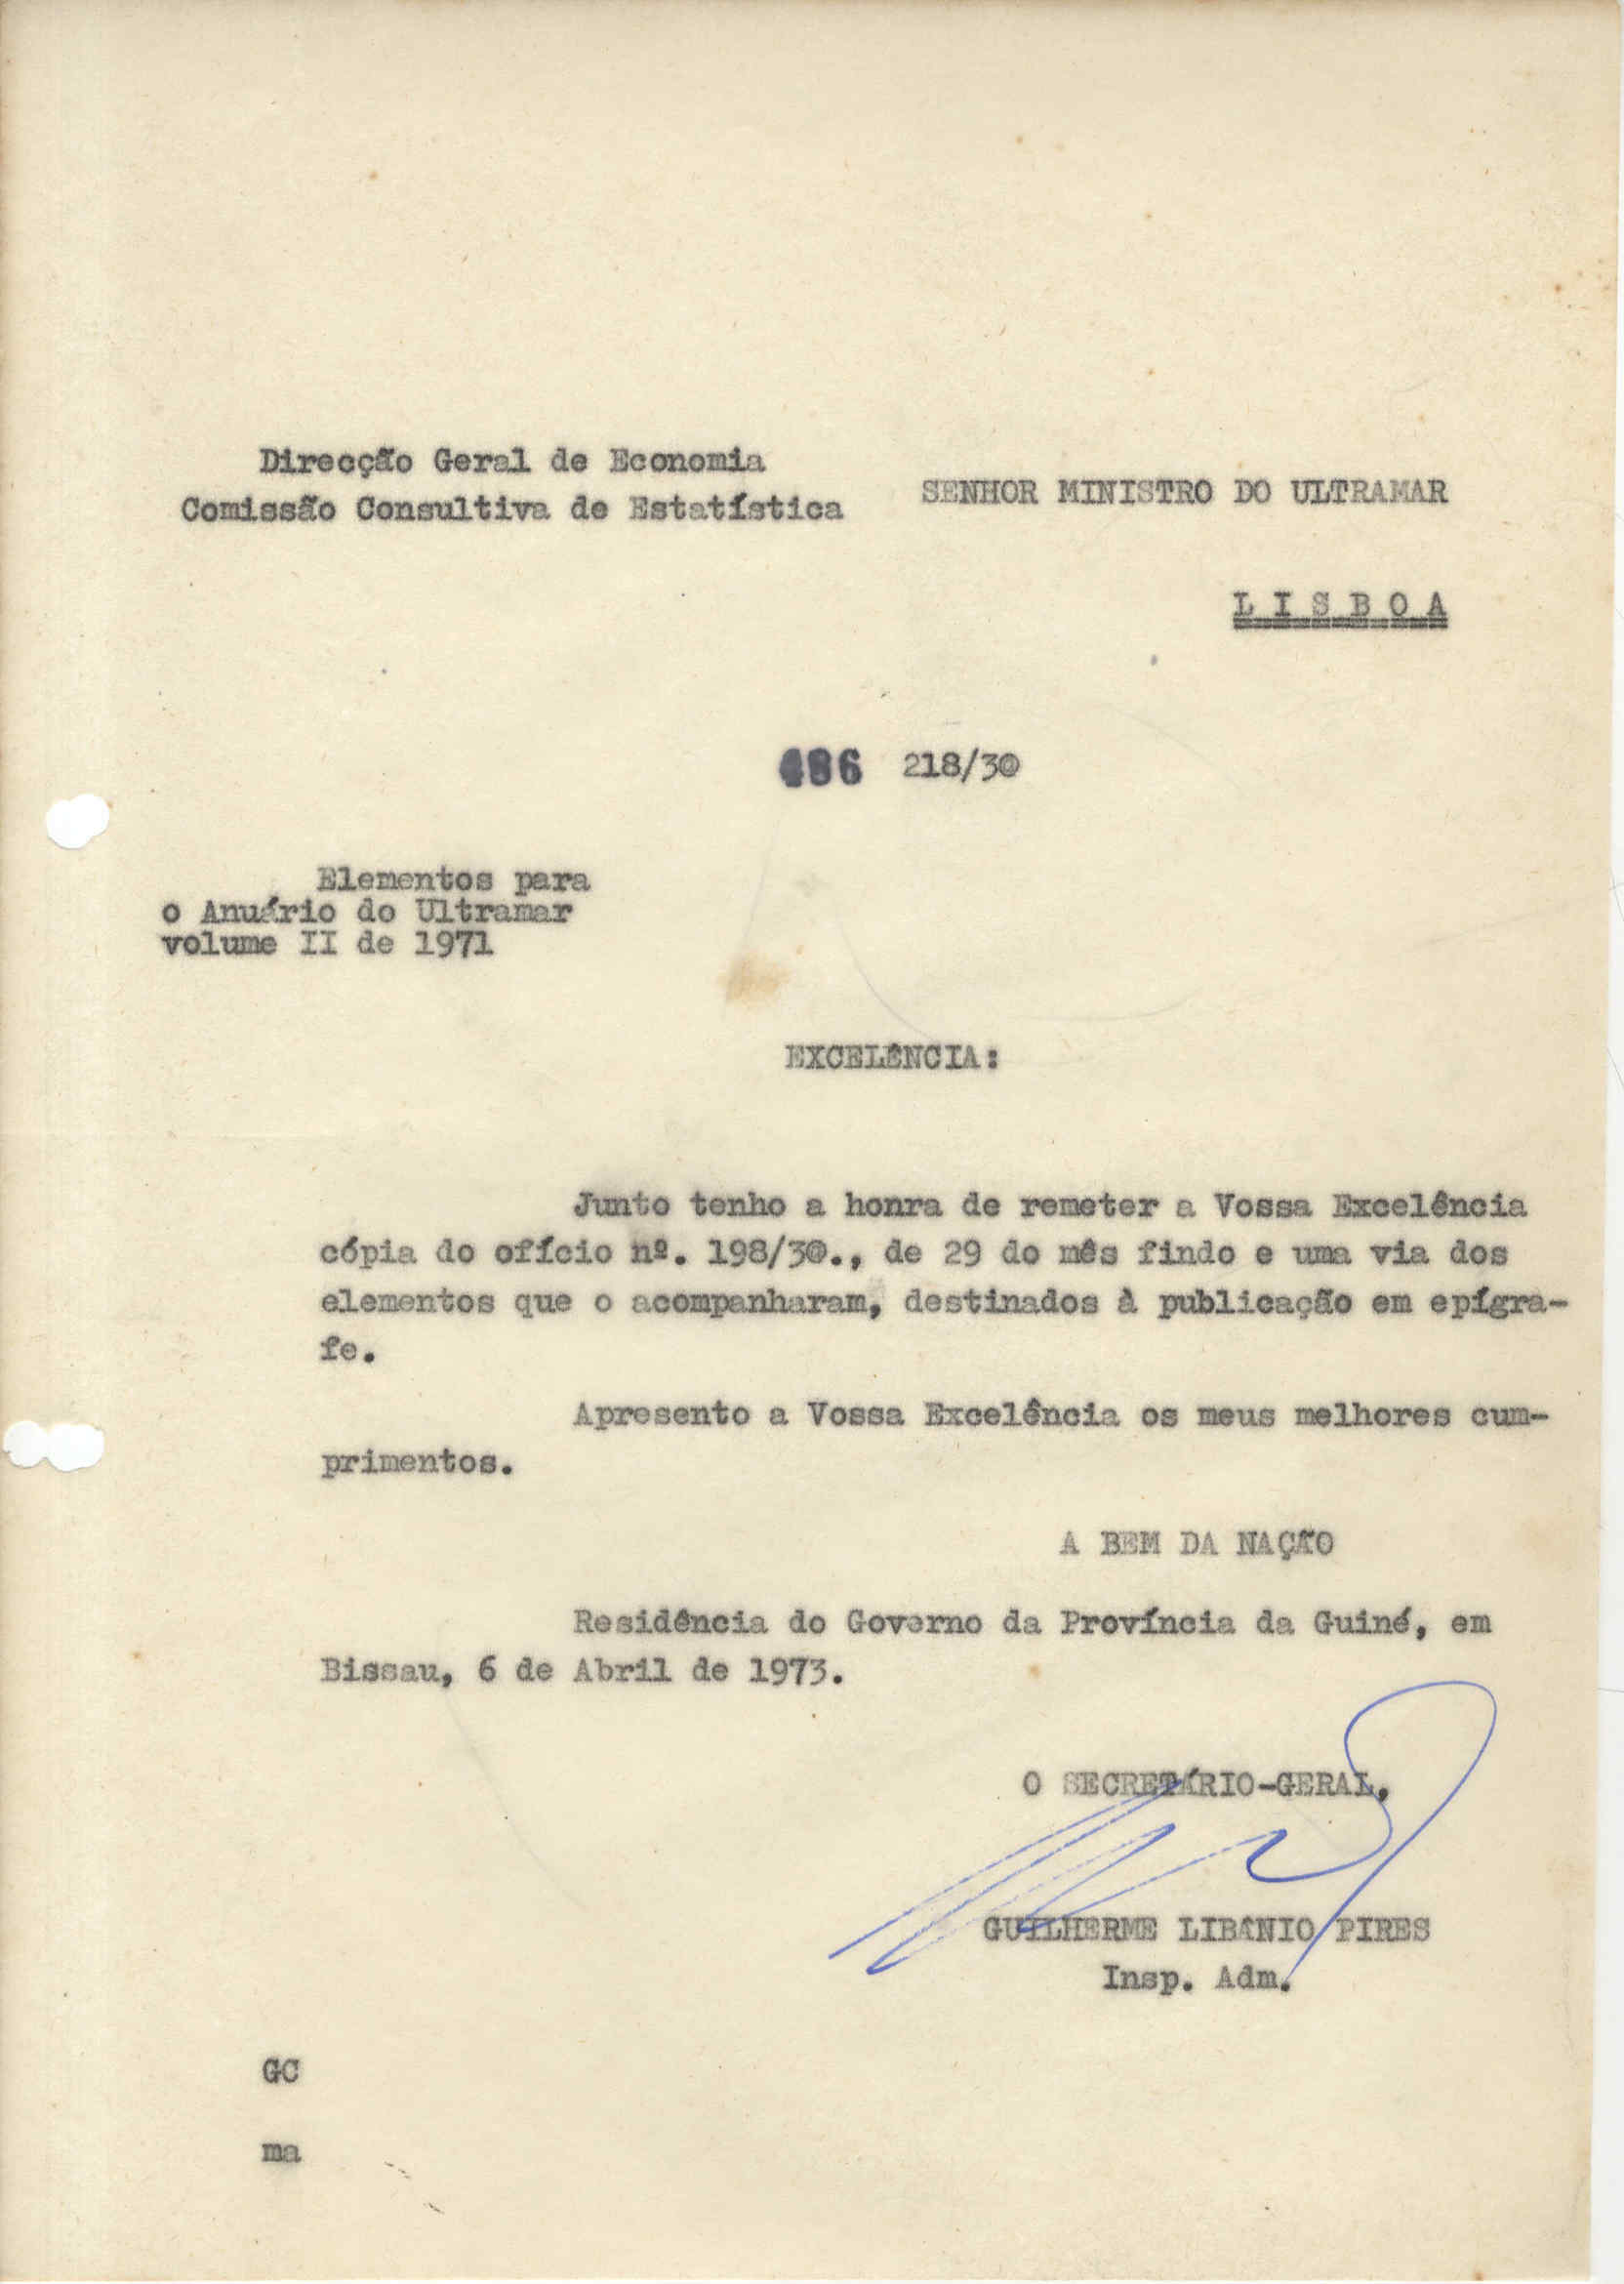 Direcção Geral de Economia
Comissão Consultiva de Estatística
SENHOR MINISTRO DO ULTRAMAR
LISBOA
486 218/3@
Elementos para
o Anuário do Ultramar
volume II de 1971
EXCELÊNCIA:
Junto tenho a honra de remeter a Vossa Excelência
cópia do ofício nº. 198/3@., de 29 do mês findo e uma via dos
elementos que o acompanharam, destinados à publicação em epígra-
fe.
Apresento a Vossa Excelência os meus melhores cum-
primentos.
A BEM DA NAÇÃO
Residência do Governo da Província da Guiné, em
Bissau, 6 de Abril de 1973.
O SECRETÁRIO-GERAL,
GUILHERME LIBÂNIO PIRES
Insp. Adm.
GC
ma